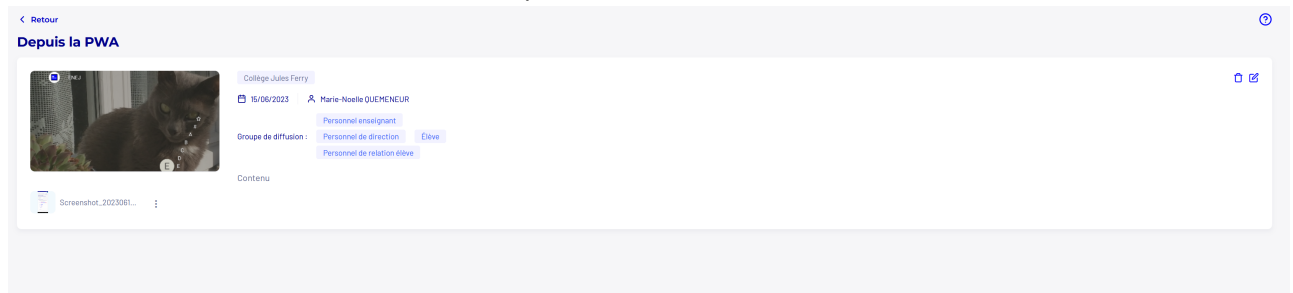 Retour
Depuis la PWA
Collège Jules Ferry
15/06/2023 Marie-Noelle QUEMENEUR
Groupe de diffusion :
Personnel enseignant
Personnel de direction Élève
Personnel de relation élève
Contenu
Screenshot_2023061...